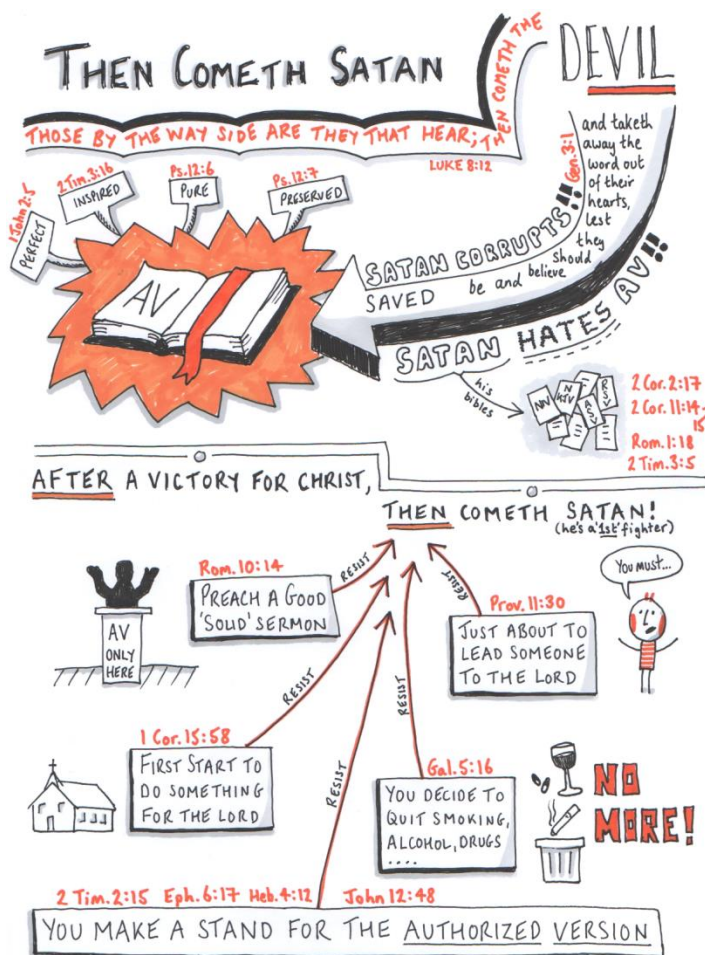 THEN COMETH SATAN
THOSE BY THE WAY SIDE ARE THEY THAT HEAR; THEN COMETH THE
DEVIL
LUKE 8:12
and taketh
away the
word out
of their
hearts,
lest
they
should
be and believe
SAVED
Gen.3:1
SATAN CORRUPTS!!
SATAN HATES AV!!
1 John 2:5
PERFECT
2 Tim.3:16
INSPIRED
Ps.12:6
PURE
Ps.12:7
PRESERVED
AV
his
bibles
NIV
N
KJV
RSV
ASV
2 Cor.2:17
2 Cor.11:14-
15
Rom.1:18
2 Tim.3:5
AFTER A VICTORY FOR CHRIST,
THEN COMETH SATAN!
(he's a '1st' fighter)
AV
ONLY
HERE
Rom.10:14
PREACH A GOOD
'SOLID' SERMON
RESIST
Prov.11:30
JUST ABOUT TO
LEAD SOMEONE
TO THE LORD
RESIST
You must...
1 Cor.15:58
FIRST START TO
DO SOMETHING
FOR THE LORD
RESIST
Gal.5:16
YOU DECIDE TO
QUIT SMOKING,
ALCOHOL, DRUGS
....
RESIST
NO
MORE!
2 Tim.2:15 Eph.6:17 Heb.4:12 John 12:48
YOU MAKE A STAND FOR THE AUTHORIZED VERSION
RESIST